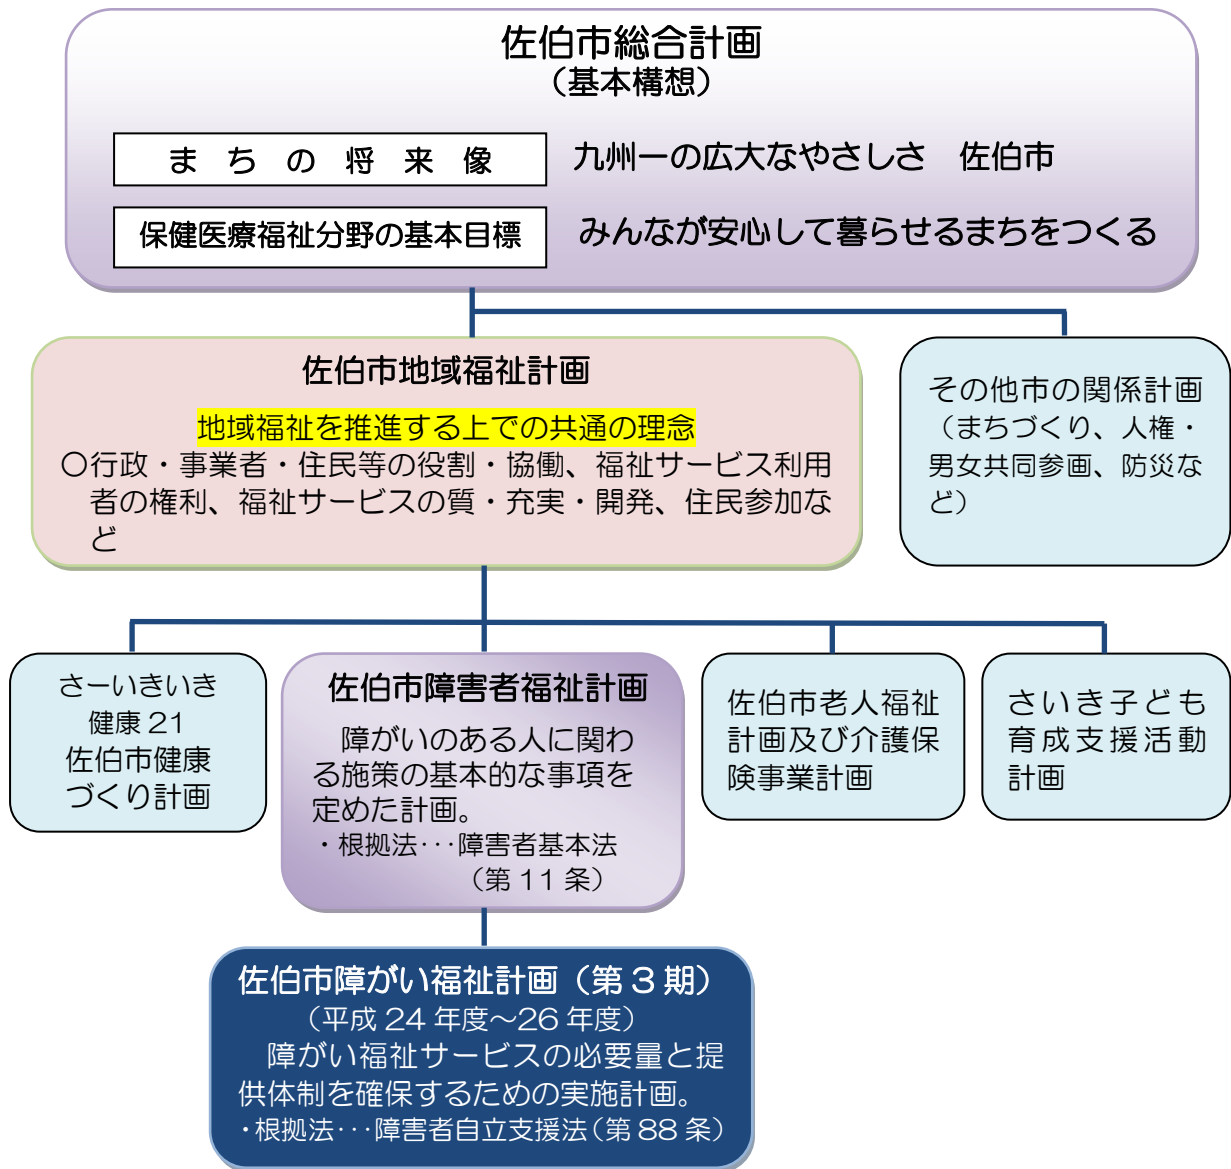 佐伯市総合計画
（基本構想）
まちの将来像
九州一の広大なやさしさ　佐伯市
保健医療福祉分野の基本目標
みんなが安心して暮らせるまちをつくる
佐伯市地域福祉計画
地域福祉を推進する上での共通の理念
○行政・事業者・住民等の役割・協働、福祉サービス利用
者の権利、福祉サービスの質・充実・開発、住民参加な
ど
その他市の関係計画
（まちづくり、人権・
男女共同参画、防災な
ど）
さーいきいき
健康 21
佐伯市健康
づくり計画
佐伯市障害者福祉計画
障がいのある人に関わ
る施策の基本的な事項を
定めた計画。
・根拠法･･･障害者基本法
（第 11 条）
佐伯市老人福祉
計画及び介護保
険事業計画
さいき子ども
育成支援活動
計画
佐伯市障がい福祉計画（第 3 期）
（平成 24 年度～26 年度）
障がい福祉サービスの必要量と提
供体制を確保するための実施計画。
・根拠法･･･障害者自立支援法（第 88 条）